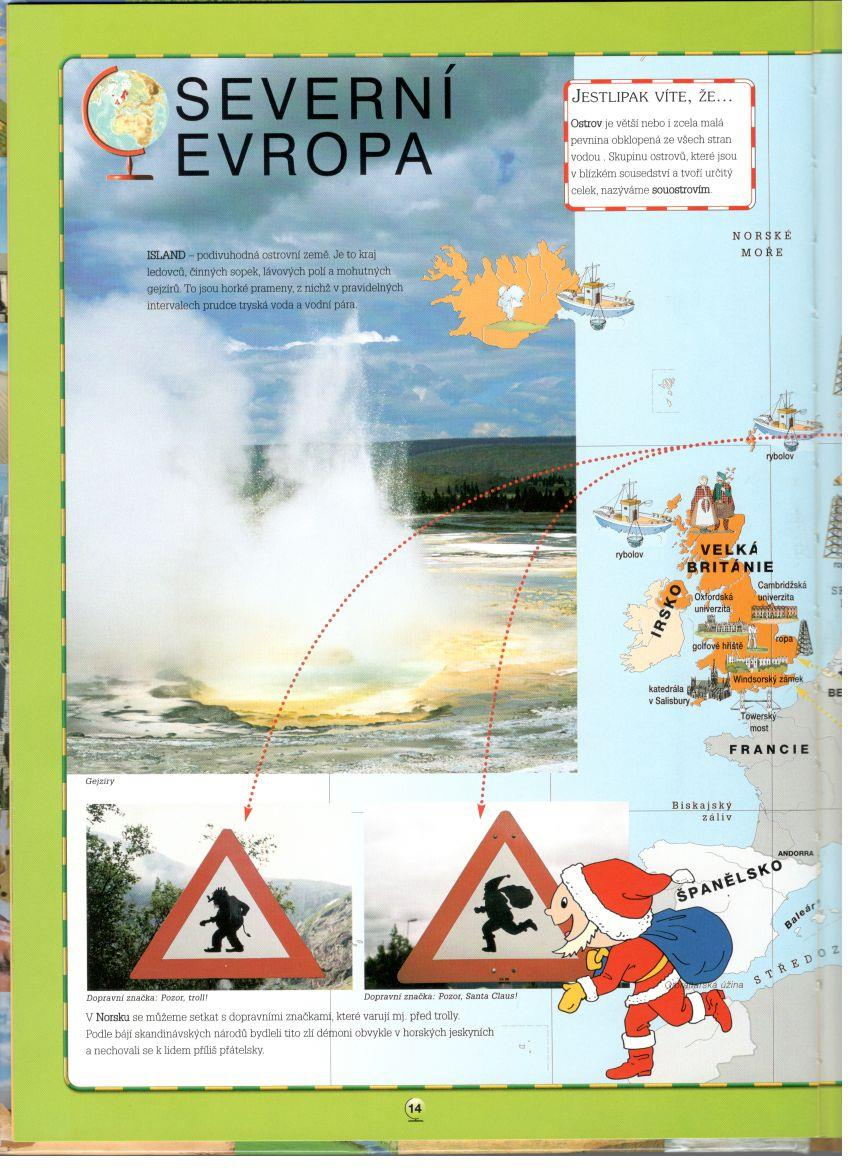 SEVERNÍ
EVROPA
JESTLIPAK VÍTE, ŽE...
Ostrov je větší nebo i zcela malá
pevnina obklopená ze všech stran
vodou . Skupinu ostrovů, které jsou
v blízkém sousedství a tvoří určitý
celek, nazýváme souostrovím.
ISLAND – podivuhodná ostrovní země. Je to kraj
ledovců, činných sopek, lávových polí a mohutných
gejzírů. To jsou horké prameny, z nichž v pravidelných
intervalech prudce tryská voda a vodní pára.
NORSKÉ
MOŘE
rybolov
rybolov
VELKÁ
BRITÁNIE
IRSKO
Oxfordská
univerzita
Cambridžská
univerzita
golfové hřiště
ropa
Windsorský zámek
katedrála
v Salisbury
Towerský
most
BE
FRANCIE
Biskajský
záliv
ANDORRA
ŠPANĚLSKO
Baleár
STŘEDOZ
Gibraltarská úžina
Gejzíry
Dopravní značka: Pozor, troll!
Dopravní značka: Pozor, Santa Claus!
V Norsku se můžeme setkat s dopravními značkami, které varují mj. před trolly.
Podle bájí skandinávských národů bydleli tito zlí démoni obvykle v horských jeskyních
a nechovali se k lidem příliš přátelsky.
14